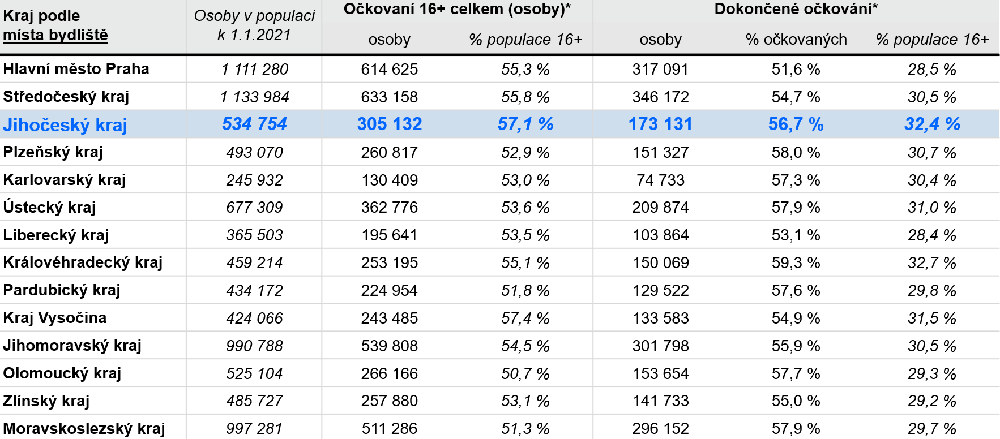 Kraj podle místa bydliště | Osoby v populaci k 1.1.2021 | Očkovaní 16+ celkem (osoby)* | Dokončené očkování*
osoby | % populace 16+ | osoby | % očkovaných | % populace 16+
Hlavní město Praha 1 111 280 614 625 55,3 % 317 091 51,6 % 28,5 %
Středočeský kraj 1 133 984 633 158 55,8 % 346 172 54,7 % 30,5 %
Jihočeský kraj 534 754 305 132 57,1 % 173 131 56,7 % 32,4 %
Plzeňský kraj 493 070 260 817 52,9 % 151 327 58,0 % 30,7 %
Karlovarský kraj 245 932 130 409 53,0 % 74 733 57,3 % 30,4 %
Ústecký kraj 677 309 362 776 53,6 % 209 874 57,9 % 31,0 %
Liberecký kraj 365 503 195 641 53,5 % 103 864 53,1 % 28,4 %
Královéhradecký kraj 459 214 253 195 55,1 % 150 069 59,3 % 32,7 %
Pardubický kraj 434 172 224 954 51,8 % 129 522 57,6 % 29,8 %
Kraj Vysočina 424 066 243 485 57,4 % 133 583 54,9 % 31,5 %
Jihomoravský kraj 990 788 539 808 54,5 % 301 798 55,9 % 30,5 %
Olomoucký kraj 525 104 266 166 50,7 % 153 654 57,7 % 29,3 %
Zlínský kraj 485 727 257 880 53,1 % 141 733 55,0 % 29,2 %
Moravskoslezský kraj 997 281 511 286 51,3 % 296 152 57,9 % 29,7 %